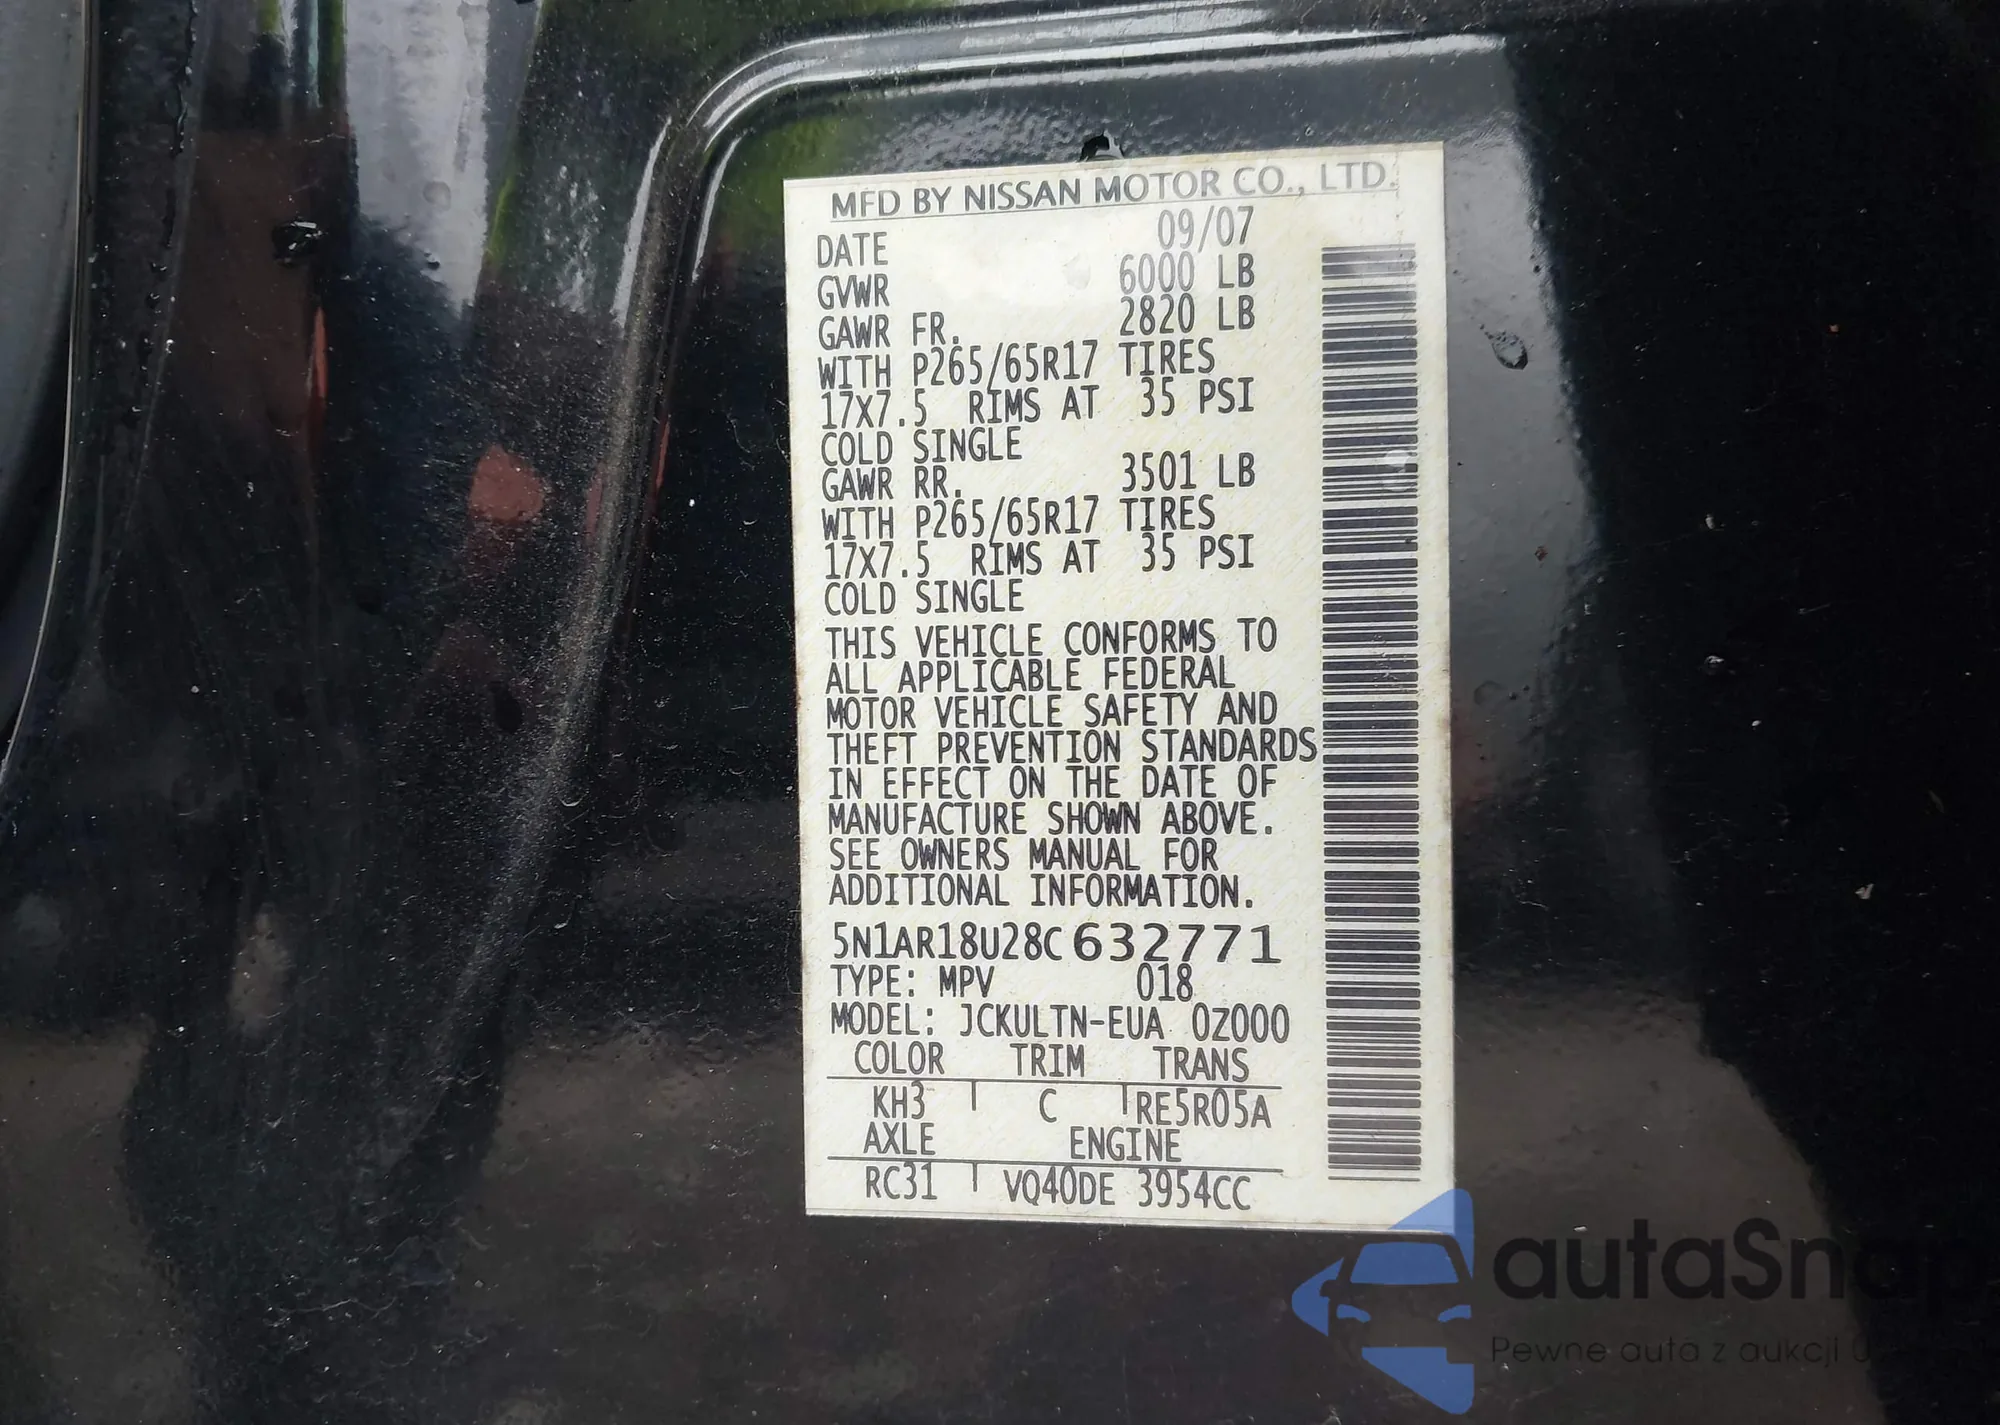 MFD BY NISSAN MOTOR CO., LTD.
DATE 09/07
GVWR 6000 LB
GAWR FR. 2820 LB
WITH P265/65R17 TIRES
17X7.5 RIMS AT 35 PSI
COLD SINGLE
GAWR RR. 3501 LB
WITH P265/65R17 TIRES
17X7.5 RIMS AT 35 PSI
COLD SINGLE
THIS VEHICLE CONFORMS TO
ALL APPLICABLE FEDERAL
MOTOR VEHICLE SAFETY AND
THEFT PREVENTION STANDARDS
IN EFFECT ON THE DATE OF
MANUFACTURE SHOWN ABOVE.
SEE OWNERS MANUAL FOR
ADDITIONAL INFORMATION.
5N1AR18U28C632771
TYPE: MPV 018
MODEL: JCKULTN-EUA 0Z000
COLOR TRIM TRANS
KH3 C RE5R05A
AXLE ENGINE
RC31 VQ40DE 3954CC
autaSnap
Pewne auta z aukcji